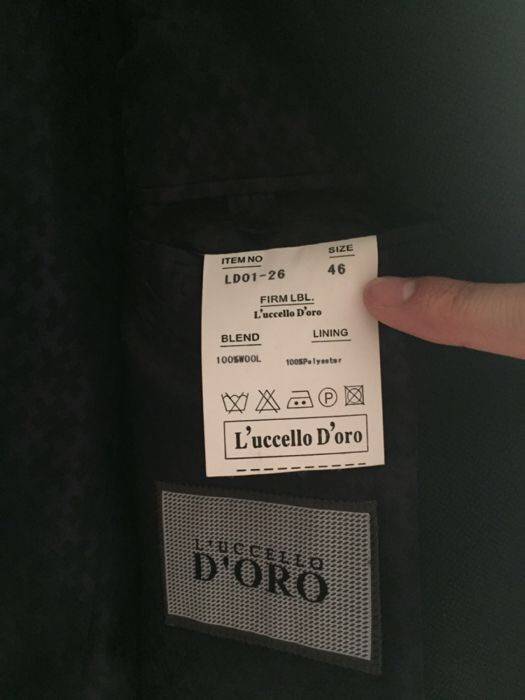 ITEM NO SIZE
LD01-26 46
FIRM LBL.
L'uccello D'oro
BLEND LINING
100%WOOL 100%Polyester
P
L'uccello D'oro
L'UCCELLO
D'ORO